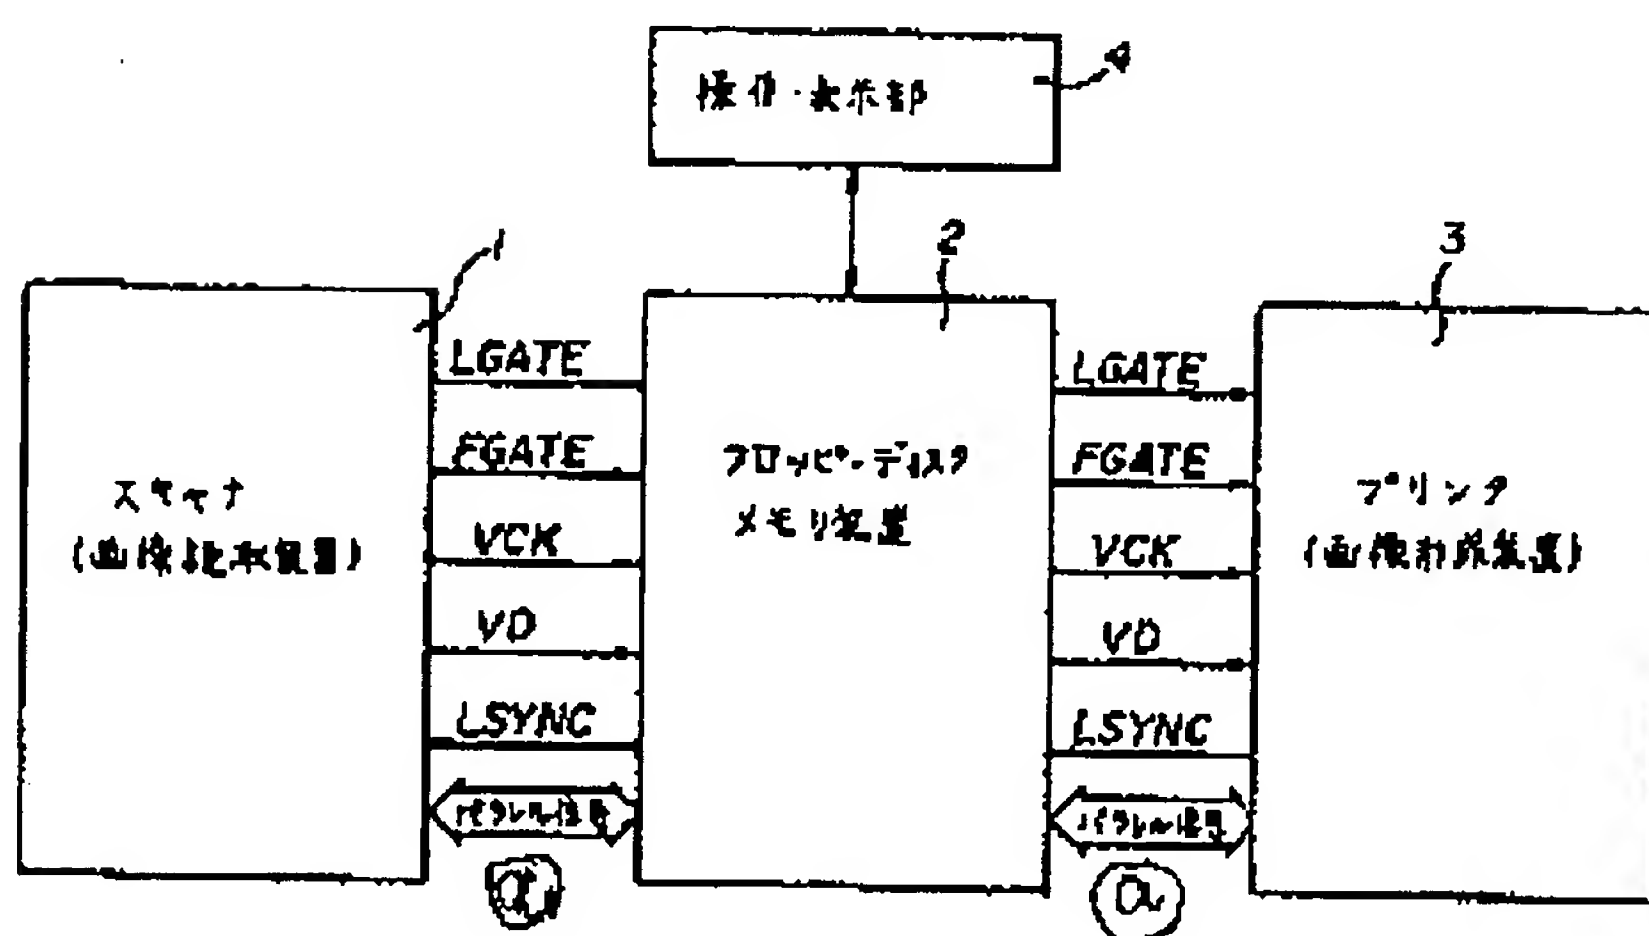 操作・表示部
4
1
2
3
LGATE
FGATE
VCK
VD
LSYNC
パラレル信号
a
スキャナ
(画像読取装置)
フロッピーディスク
メモリ装置
LGATE
FGATE
VCK
VD
LSYNC
パラレル信号
a
プリンタ
(画像形成装置)